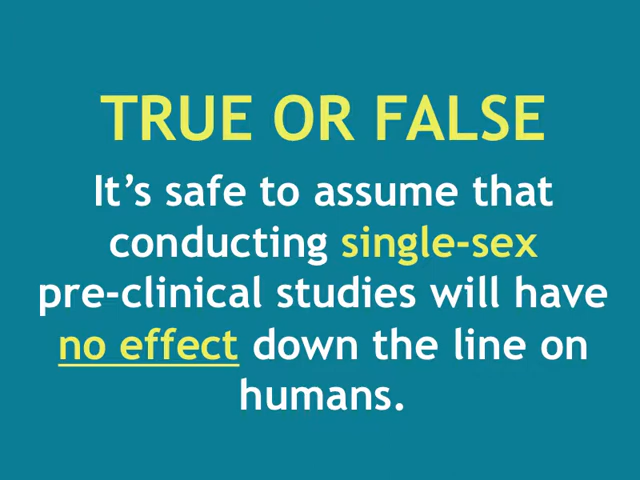 TRUE OR FALSE
It’s safe to assume that
conducting single-sex
pre-clinical studies will have
no effect down the line on
humans.